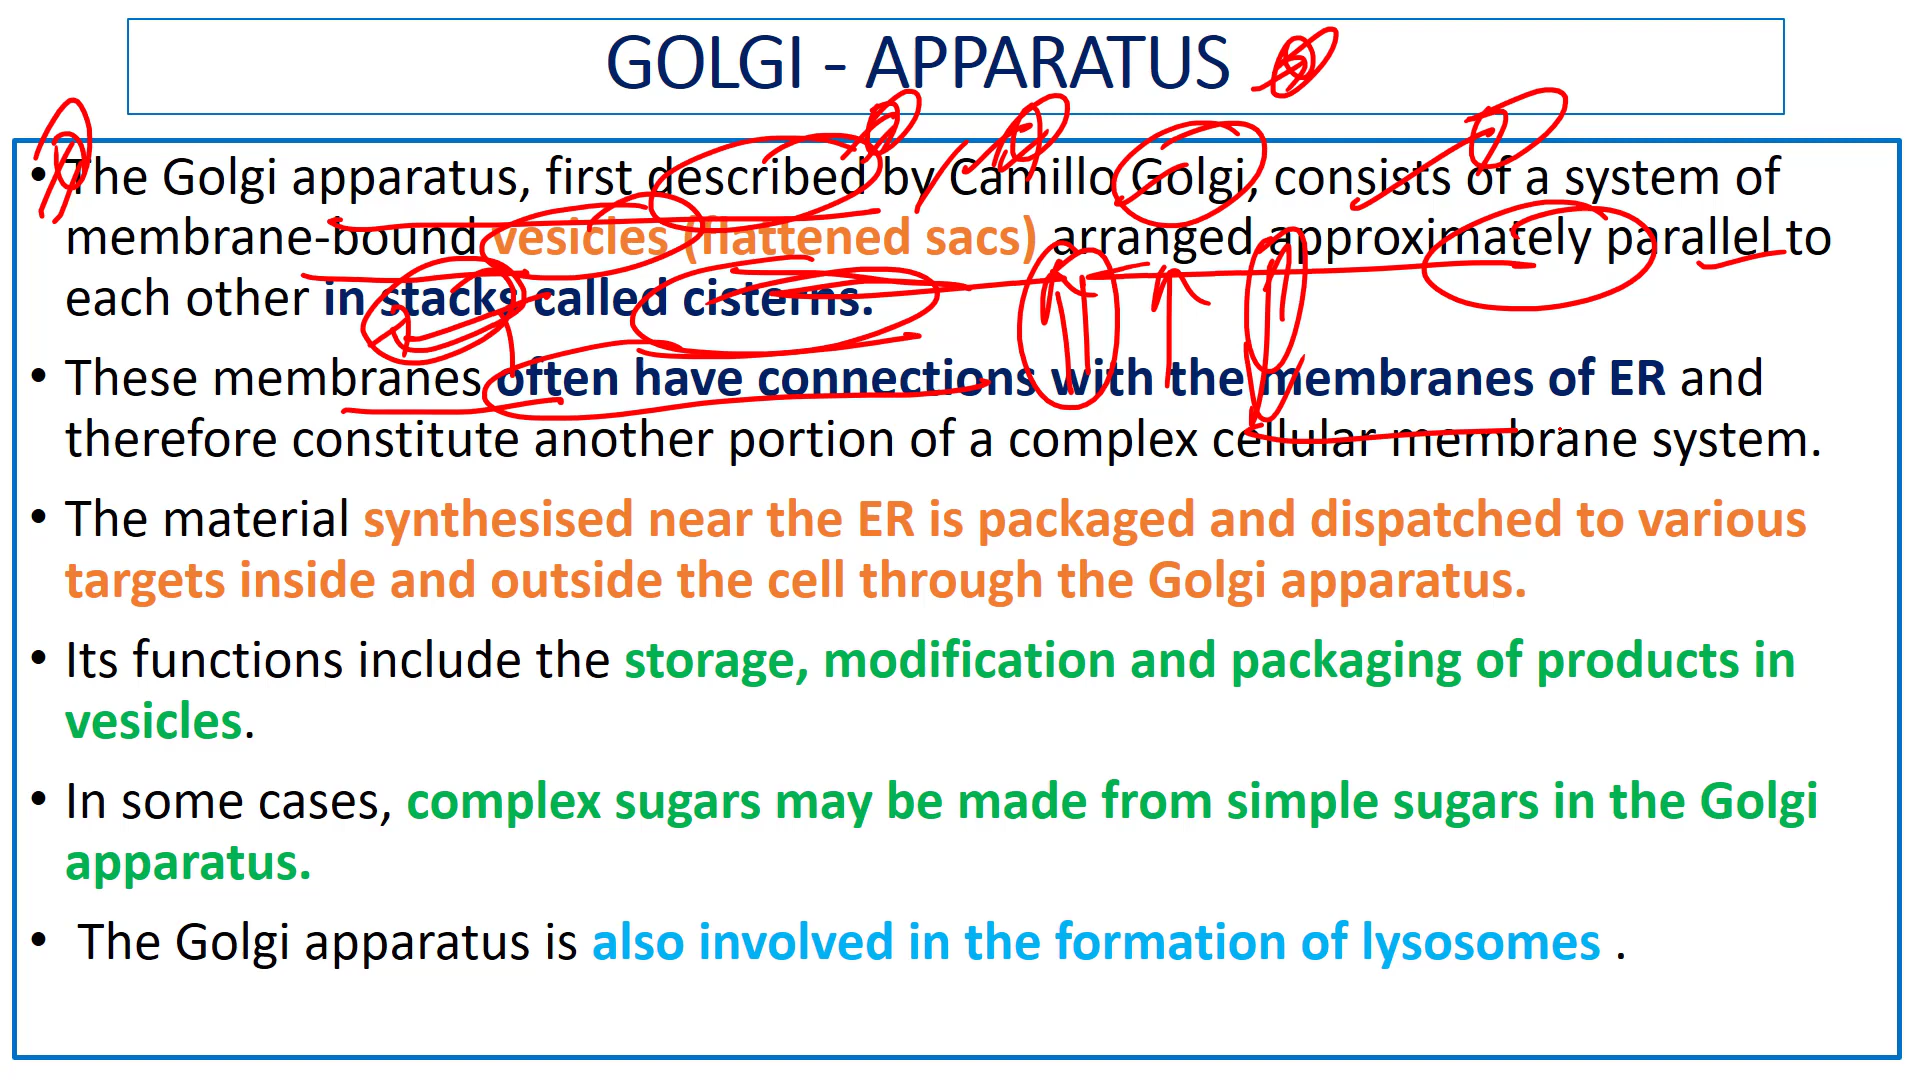 GOLGI - APPARATUS
• The Golgi apparatus, first described by Camillo Golgi, consists of a system of
membrane-bound vesicles (flattened sacs) arranged approximately parallel to
each other in stacks called cisterns.
• These membranes often have connections with the membranes of ER and
therefore constitute another portion of a complex cellular membrane system.
• The material synthesised near the ER is packaged and dispatched to various
targets inside and outside the cell through the Golgi apparatus.
• Its functions include the storage, modification and packaging of products in
vesicles.
• In some cases, complex sugars may be made from simple sugars in the Golgi
apparatus.
• The Golgi apparatus is also involved in the formation of lysosomes .